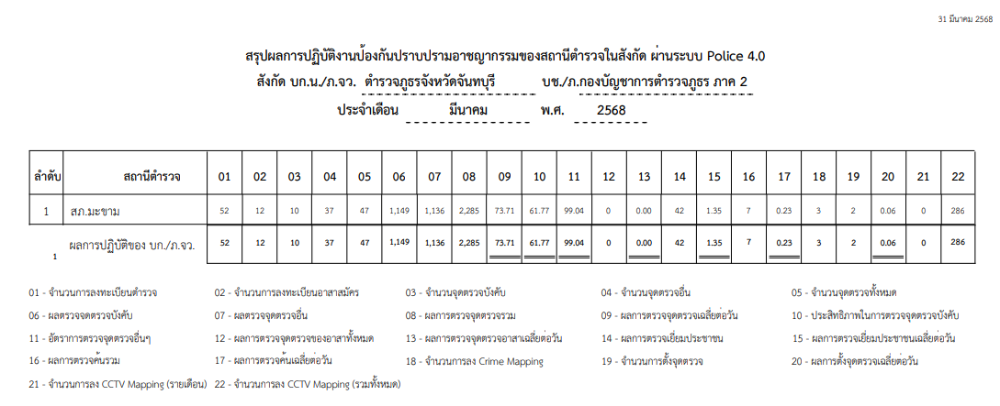 31 มีนาคม 2568
สรุปผลการปฏิบัติงานป้องกันปราบปรามอาชญากรรมของสถานีตำรวจในสังกัด ผ่านระบบ Police 4.0
สังกัด บก.น./ภ.จว. ตำรวจภูธรจังหวัดจันทบุรี บช./ภ.กองบัญชาการตำรวจภูธร ภาค 2
ประจำเดือน มีนาคม พ.ศ. 2568
ลำดับ สถานีตำรวจ 01 02 03 04 05 06 07 08 09 10 11 12 13 14 15 16 17 18 19 20 21 22
1 สภ.มะขาม 52 12 10 37 47 1,149 1,136 2,285 73.71 61.77 99.04 0 0.00 42 1.35 7 0.23 3 2 0.06 0 286
1 ผลการปฏิบัติของ บก./ภ.จว. 52 12 10 37 47 1,149 1,136 2,285 73.71 61.77 99.04 0 0.00 42 1.35 7 0.23 3 2 0.06 0 286
01 - จำนวนการลงทะเบียนตำรวจ 02 - จำนวนการลงทะเบียนอาสาสมัคร 03 - จำนวนจุดตรวจบังคับ 04 - จำนวนจุดตรวจอื่น 05 - จำนวนจุดตรวจทั้งหมด
06 - ผลตรวจจุดตรวจบังคับ 07 - ผลตรวจจุดตรวจอื่น 08 - ผลการตรวจจุดตรวจรวม 09 - ผลการตรวจจุดตรวจเฉลี่ยต่อวัน 10 - ประสิทธิภาพในการตรวจจุดตรวจบังคับ
11 - อัตราการตรวจจุดตรวจอื่นๆ 12 - ผลการตรวจจุดตรวจของอาสาทั้งหมด 13 - ผลการตรวจจุดตรวจอาสาเฉลี่ยต่อวัน 14 - ผลการตรวจเยี่ยมประชาชน 15 - ผลการตรวจเยี่ยมประชาชนเฉลี่ยต่อวัน
16 - ผลการตรวจค้นรวม 17 - ผลการตรวจค้นเฉลี่ยต่อวัน 18 - จำนวนการลง Crime Mapping 19 - จำนวนการตั้งจุดตรวจ 20 - ผลการตั้งจุดตรวจเฉลี่ยต่อวัน
21 - จำนวนการลง CCTV Mapping (รายเดือน) 22 - จำนวนการลง CCTV Mapping (รวมทั้งหมด)